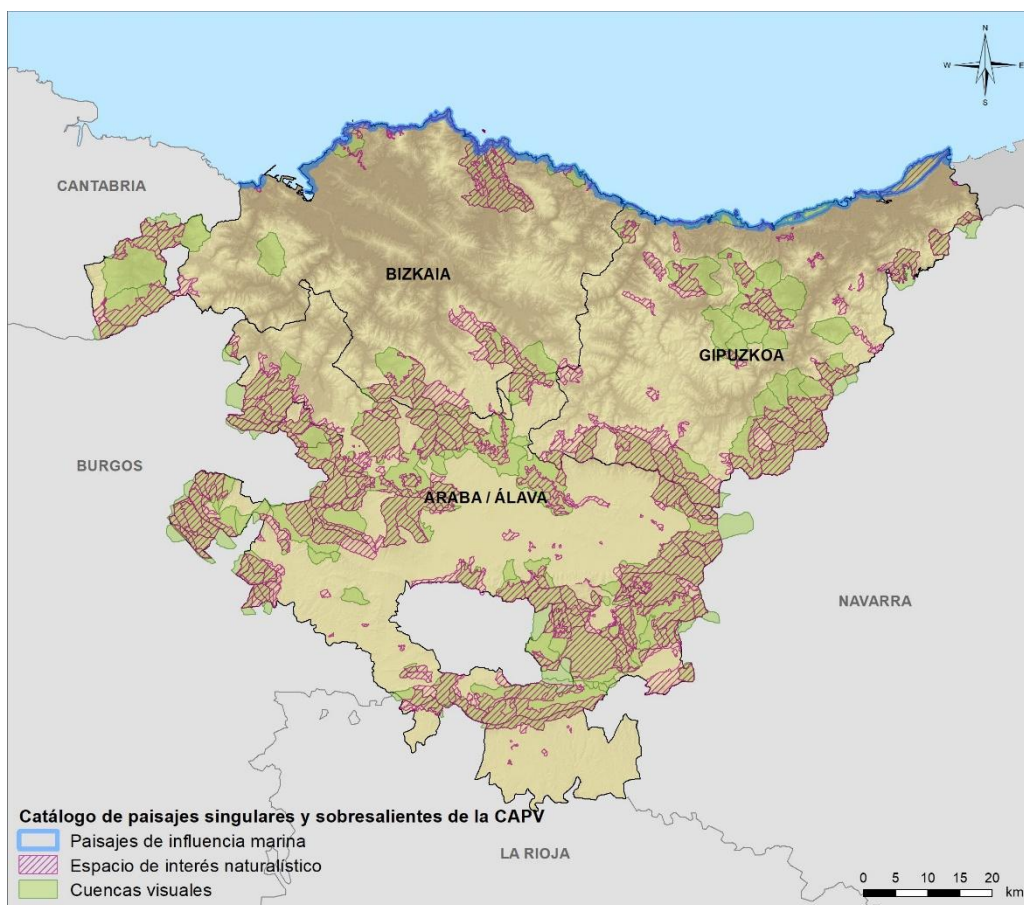 N
W E
S
CANTABRIA
BIZKAIA
GIPUZKOA
BURGOS
ARABA / ÁLAVA
NAVARRA
Catálogo de paisajes singulares y sobresalientes de la CAPV
Paisajes de influencia marina
Espacio de interés naturalístico
Cuencas visuales
LA RIOJA
0 5 10 15 20
km